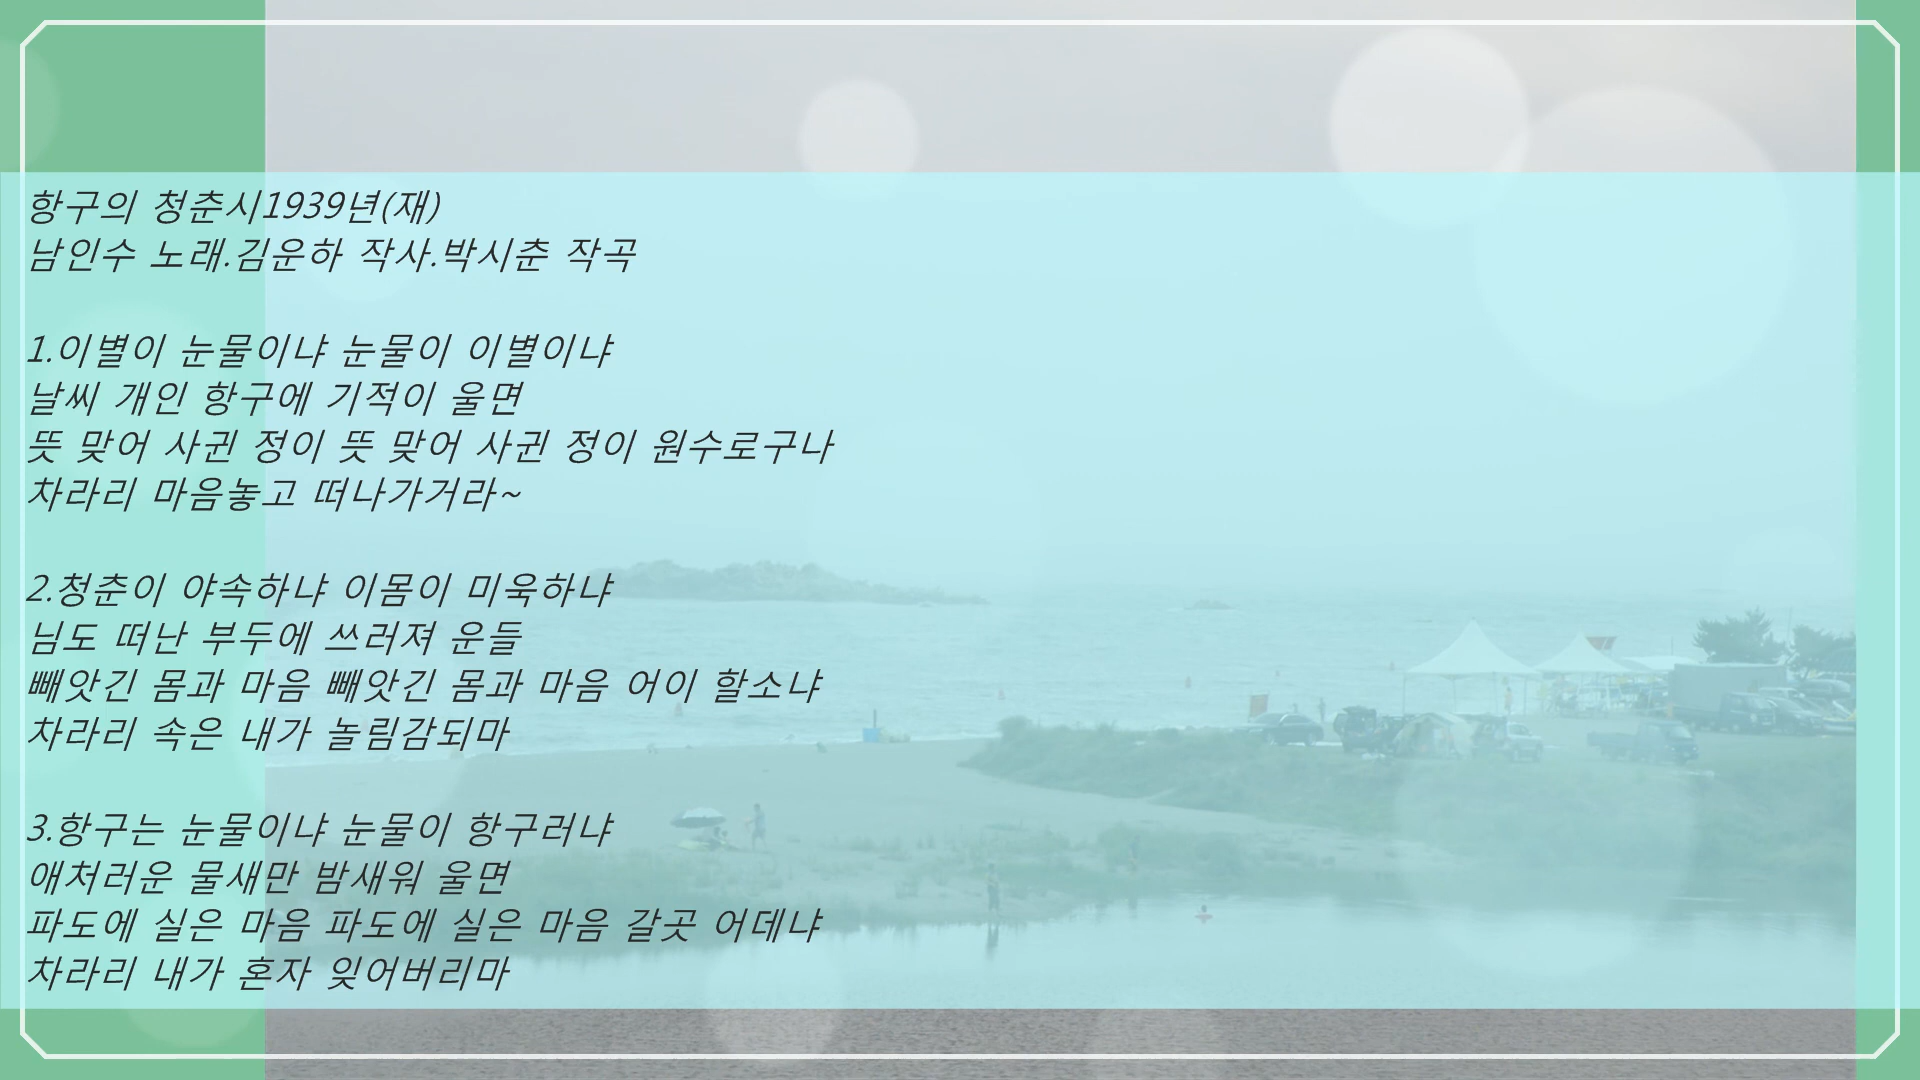 항구의 청춘시1939년(재)
남인수 노래.김운하 작사.박시춘 작곡
1.이별이 눈물이냐 눈물이 이별이냐
날씨 개인 항구에 기적이 울면
뜻 맞어 사귄 정이 뜻 맞어 사귄 정이 원수로구나
차라리 마음놓고 떠나가거라~
2.청춘이 야속하냐 이몸이 미욱하냐
님도 떠난 부두에 쓰러져 운들
빼앗긴 몸과 마음 빼앗긴 몸과 마음 어이 할소냐
차라리 속은 내가 놀림감되마
3.항구는 눈물이냐 눈물이 항구러냐
애처러운 물새만 밤새워 울면
파도에 실은 마음 파도에 실은 마음 갈곳 어데냐
차라리 내가 혼자 잊어버리마